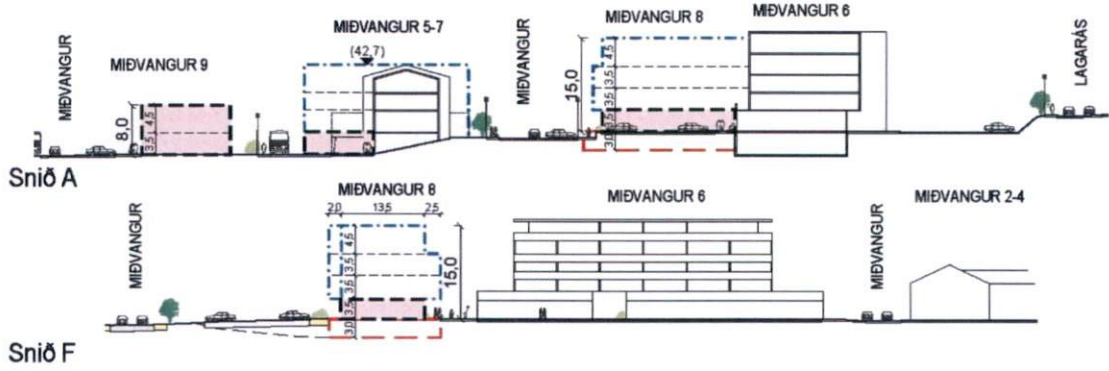 MIÐVANGUR
MIÐVANGUR 9
MIÐVANGUR 5-7
(42,7)
MIÐVANGUR
MIÐVANGUR 8
MIÐVANGUR 6
LAGARÁS
8,0
4,5
3,5
15,0
4,5
3,5
3,5
3,5
3,0
Snið A
MIÐVANGUR
MIÐVANGUR 8
MIÐVANGUR 6
MIÐVANGUR
MIÐVANGUR 2-4
2,0
13,5
2,5
4,5
3,5
3,5
3,5
3,0
15,0
Snið F